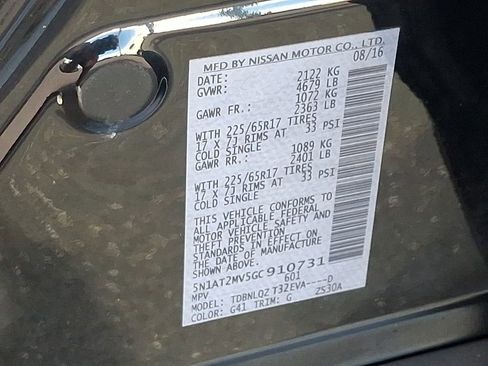 MFD BY NISSAN MOTOR CO., LTD.
DATE: 08/16
GVWR: 2122 KG
4679 LB
GAWR FR.: 1072 KG
2363 LB
WITH 225/65R17 TIRES
17 X 7J RIMS AT 33 PSI
COLD SINGLE
GAWR RR.: 1089 KG
2401 LB
WITH 225/65R17 TIRES
17 X 7J RIMS AT 33 PSI
COLD SINGLE
THIS VEHICLE CONFORMS TO
ALL APPLICABLE FEDERAL
MOTOR VEHICLE SAFETY AND
THEFT PREVENTION
STANDARDS IN EFFECT ON
THE DATE OF MANUFACTURE
SHOWN ABOVE.
5N1AT2MV5GC910731
MPV 601
MODEL: TDBNLQZ T32EVA----D
COLOR: G41 TRIM: G ZS30A